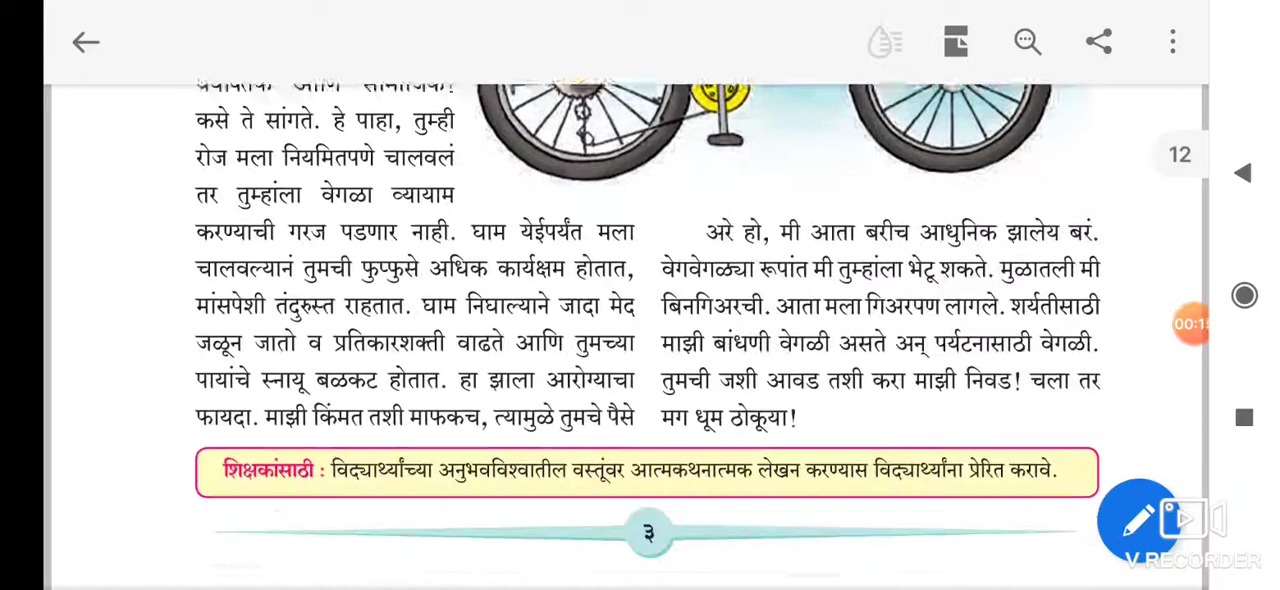 12
वैयक्तिक आणि सामाजिक!
कसे ते सांगते. हे पाहा, तुम्ही
रोज मला नियमितपणे चालवलं
तर तुम्हांला वेगळा व्यायाम
करण्याची गरज पडणार नाही. घाम येईपर्यंत मला
चालवल्यानं तुमची फुप्फुसे अधिक कार्यक्षम होतात,
मांसपेशी तंदुरुस्त राहतात. घाम निघाल्याने जादा मेद
जळून जातो व प्रतिकारशक्ती वाढते आणि तुमच्या
पायांचे स्नायू बळकट होतात. हा झाला आरोग्याचा
फायदा. माझी किंमत तशी माफकच, त्यामुळे तुमचे पैसे
अरे हो, मी आता बरीच आधुनिक झालेय बरं.
वेगवेगळ्या रूपांत मी तुम्हांला भेटू शकते. मुळातली मी
बिनगिअरची. आता मला गिअरपण लागले. शर्यतीसाठी
माझी बांधणी वेगळी असते अन् पर्यटनासाठी वेगळी.
तुमची जशी आवड तशी करा माझी निवड! चला तर
मग धूम ठोकूया!
शिक्षकांसाठी : विद्यार्थ्यांच्या अनुभवविश्वातील वस्तूंवर आत्मकथनात्मक लेखन करण्यास विद्यार्थ्यांना प्रेरित करावे.
३
V RECORDER